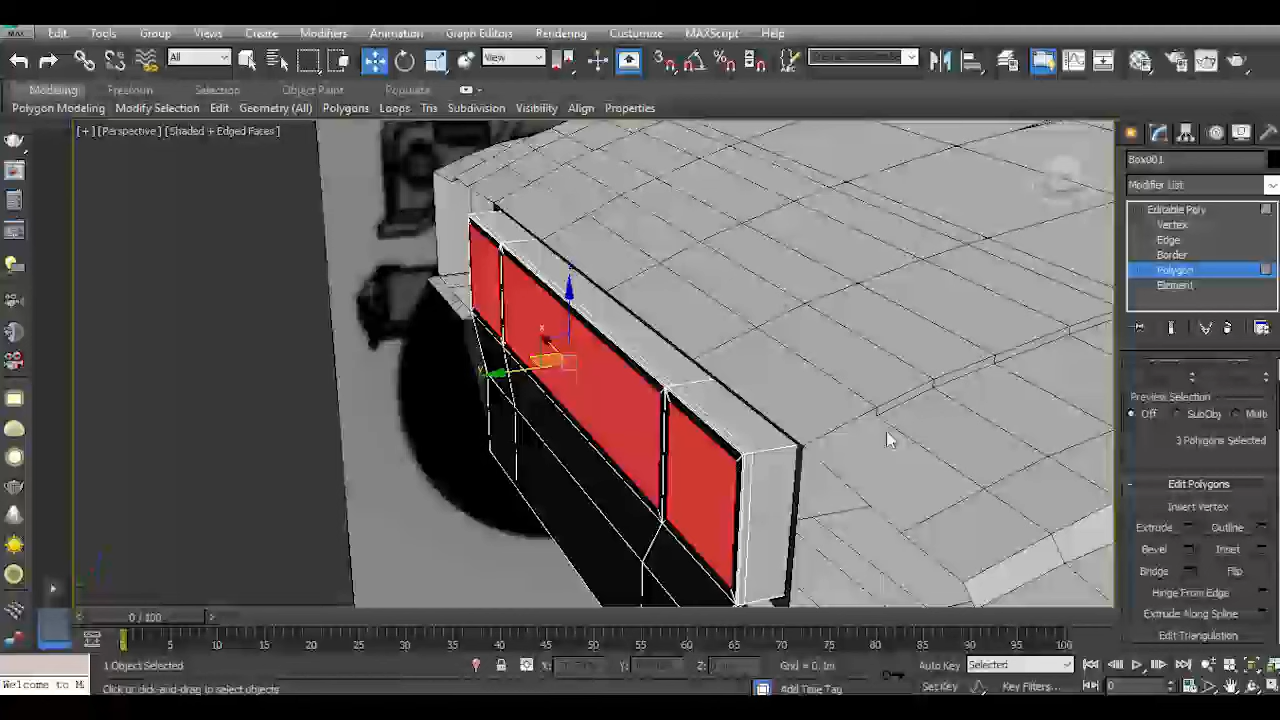 MAX Edit Tools Group Views Create Modifiers Animation Graph Editors Rendering Customize MAXScript Help
All View
Modeling Freeform Selection Object Paint Populate
Polygon Modeling Modify Selection Edit Geometry (All) Polygons Loops Tris Subdivision Visibility Align Properties
[+] [Perspective] [Shaded + Edged Faces]
Box001
Modifier List
Editable Poly
Vertex
Edge
Border
Polygon
Element
Preview Selection
Off SubObj Multi
3 Polygons Selected
Edit Polygons
Insert Vertex
Extrude Outline
Bevel Inset
Bridge Flip
Hinge From Edge
Extrude Along Spline
Edit Triangulation
x
0 / 100
0 5 10 15 20 25 30 35 40 45 50 55 60 65 70 75 80 85 90 95 100
1 Object Selected X: Y: Z: Grid = 0.1m Auto Key Selected
Welcome to M Click or click-and-drag to select objects Add Time Tag Set Key Key Filters... 0